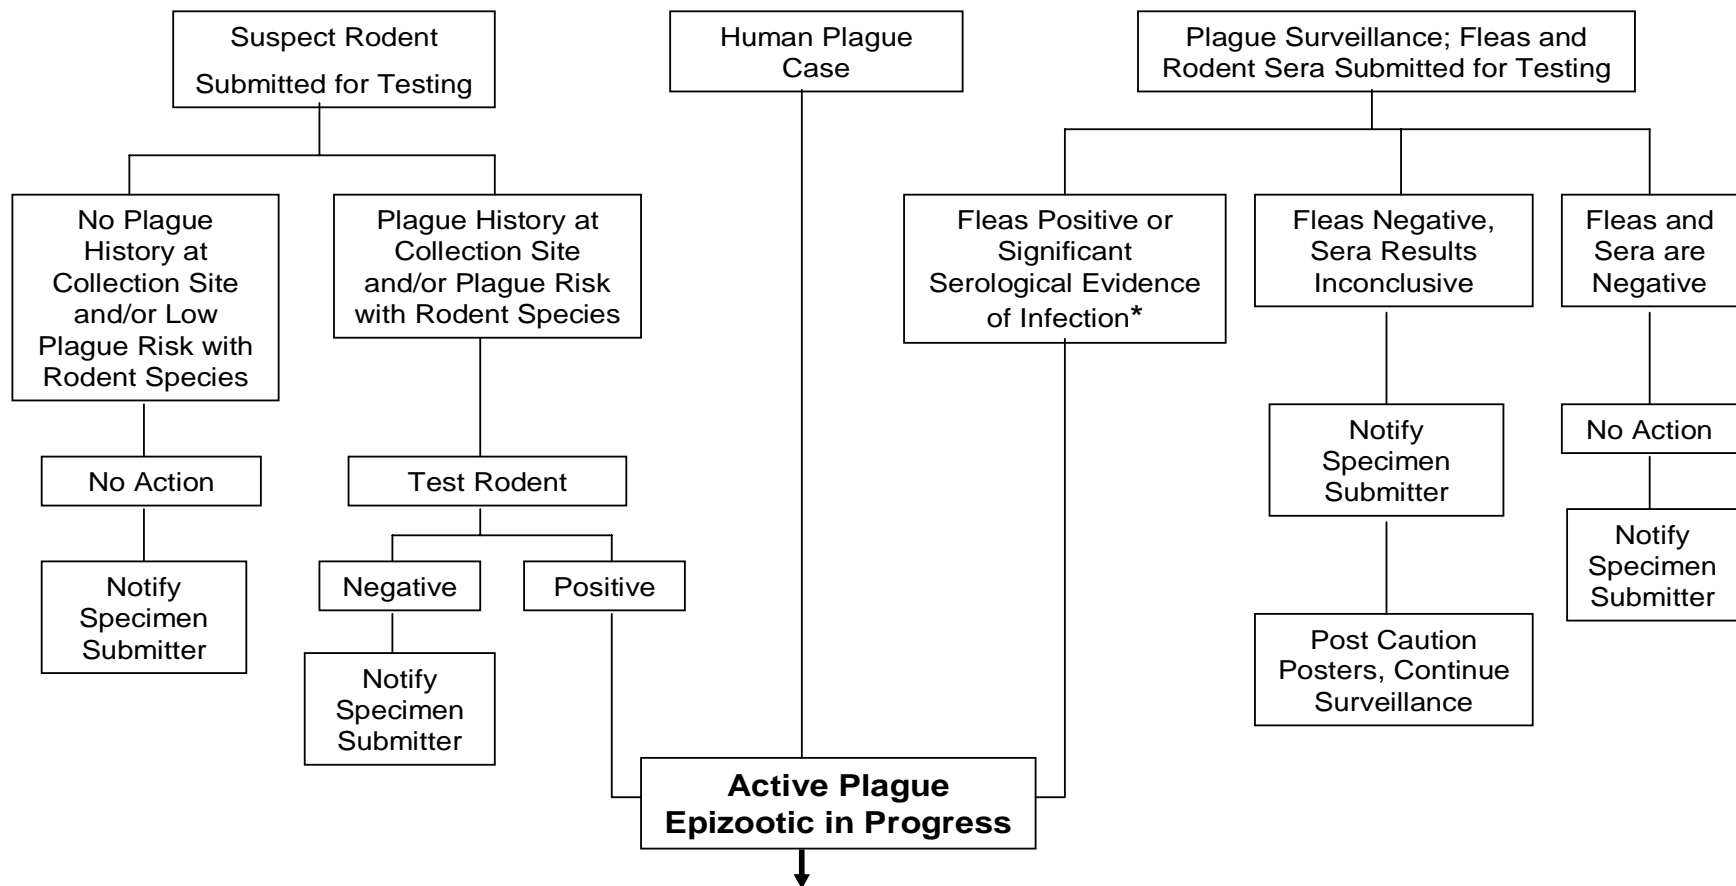 Suspect Rodent
Submitted for Testing
Human Plague
Case
Plague Surveillance; Fleas and
Rodent Sera Submitted for Testing
No Plague
History at
Collection Site
and/or Low
Plague Risk with
Rodent Species
Plague History at
Collection Site
and/or Plague Risk
with Rodent Species
Fleas Positive or
Significant
Serological Evidence
of Infection*
Fleas Negative,
Sera Results
Inconclusive
Fleas and
Sera are
Negative
No Action
Test Rodent
Notify
Specimen
Submitter
No Action
Notify
Specimen
Submitter
Negative
Positive
Notify
Specimen
Submitter
Notify
Specimen
Submitter
Post Caution
Posters, Continue
Surveillance
Active Plague
Epizootic in Progress